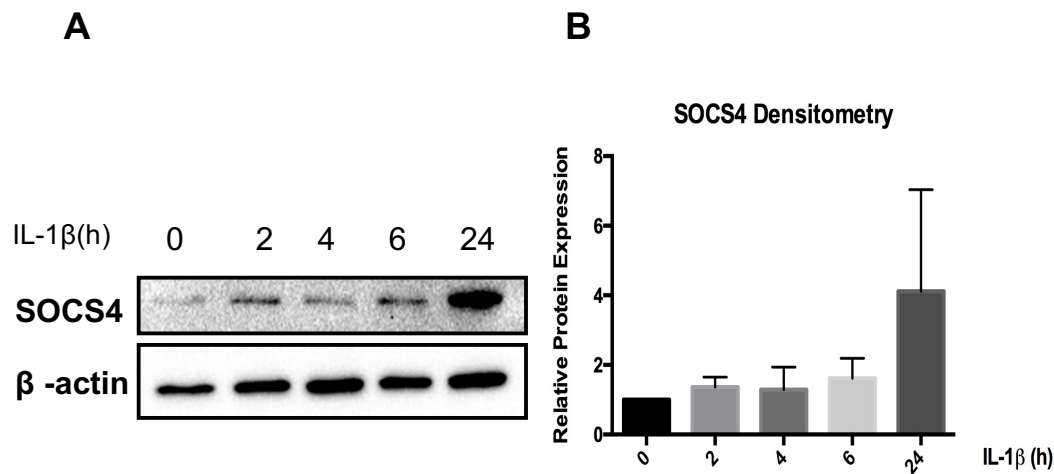 A
IL-1β(h) 0 2 4 6 24
SOCS4
β -actin
B
SOCS4 Densitometry
Relative Protein Expression
8
6
4
2
0
0 2 4 6 24 IL-1β (h)